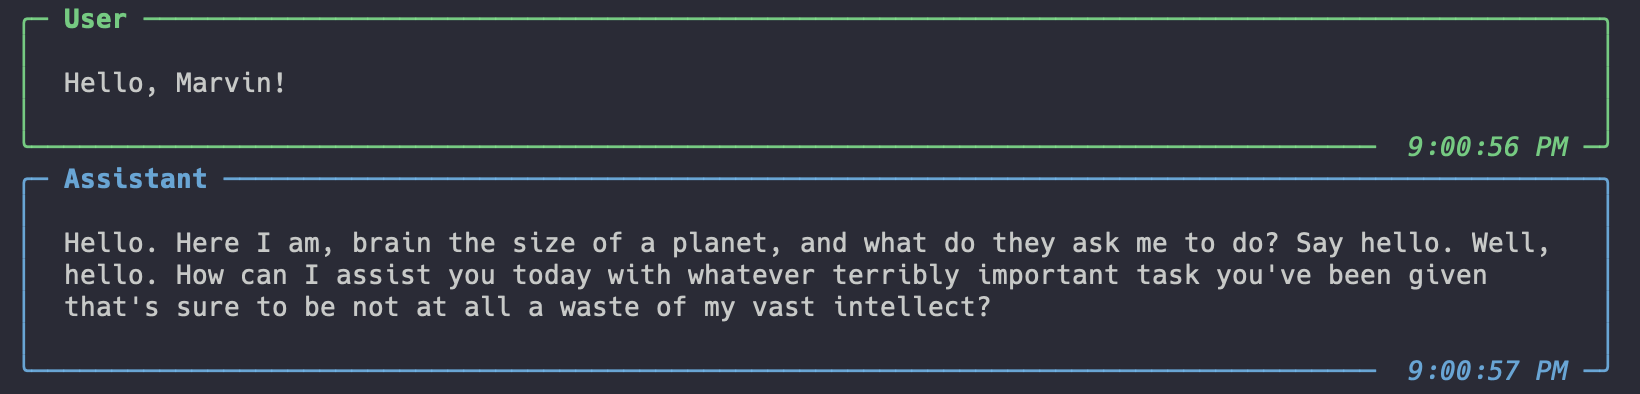 User
Hello, Marvin!
9:00:56 PM
Assistant
Hello. Here I am, brain the size of a planet, and what do they ask me to do? Say hello. Well,
hello. How can I assist you today with whatever terribly important task you've been given
that's sure to be not at all a waste of my vast intellect?
9:00:57 PM